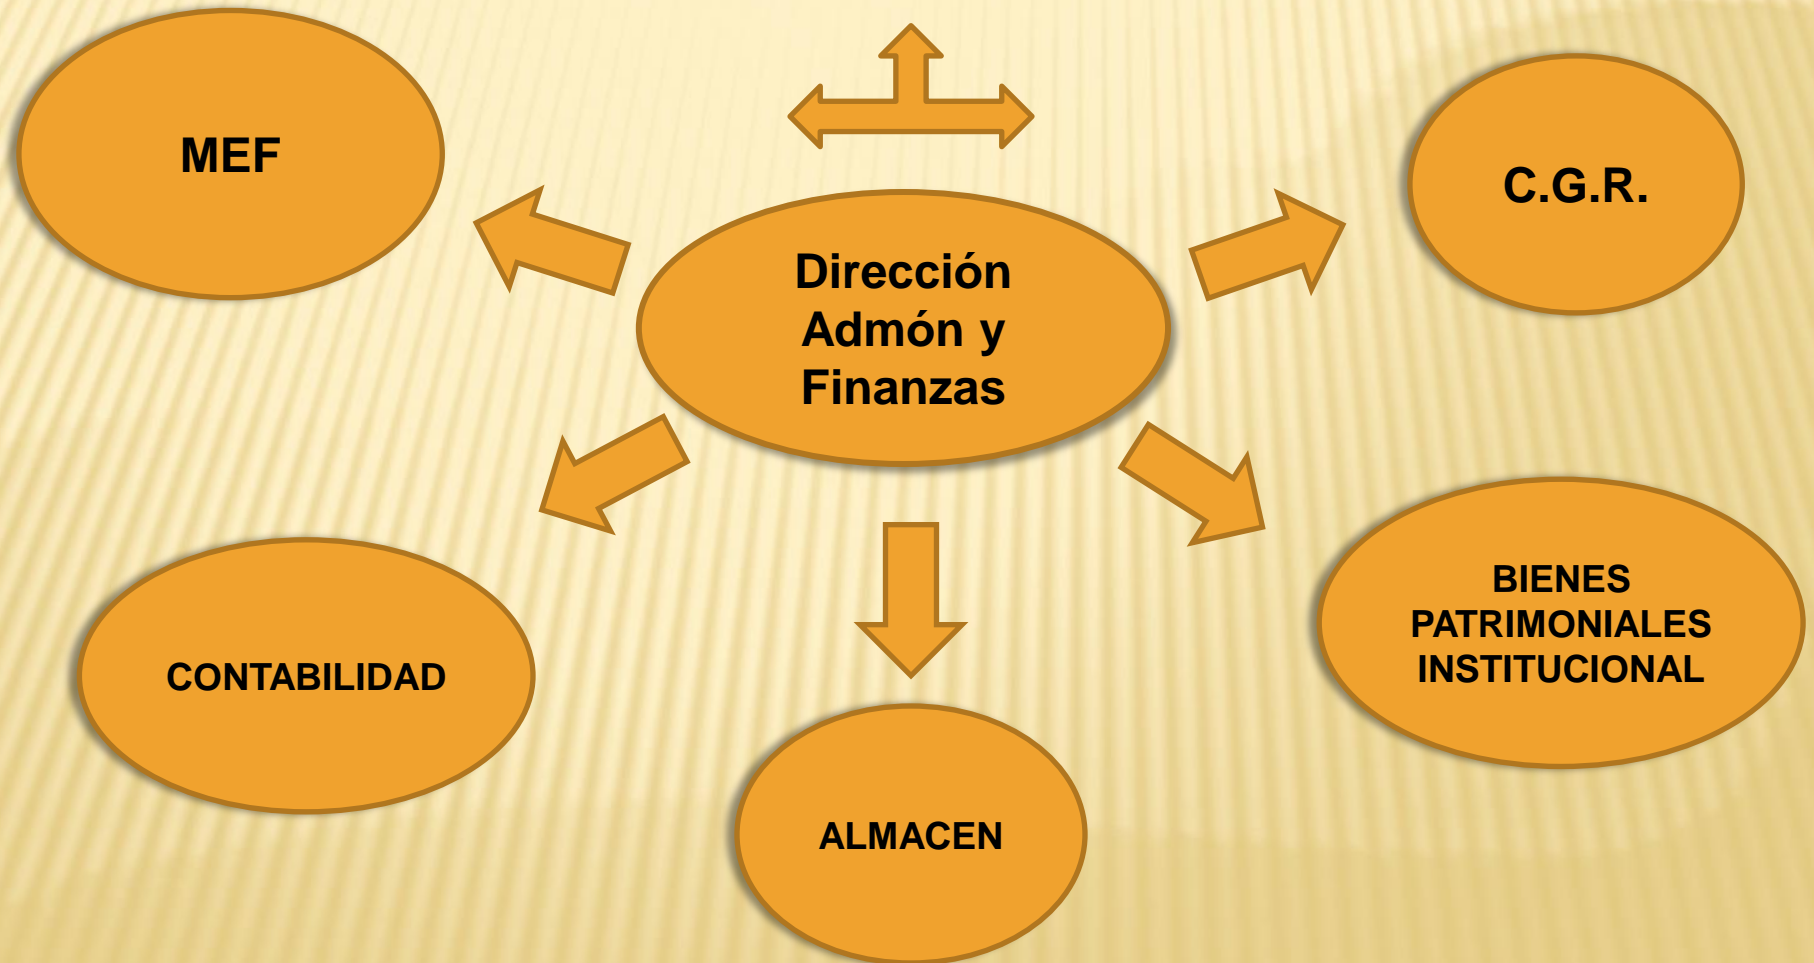 MEF
C.G.R.
Dirección
Admón y
Finanzas
CONTABILIDAD
ALMACEN
BIENES
PATRIMONIALES
INSTITUCIONAL